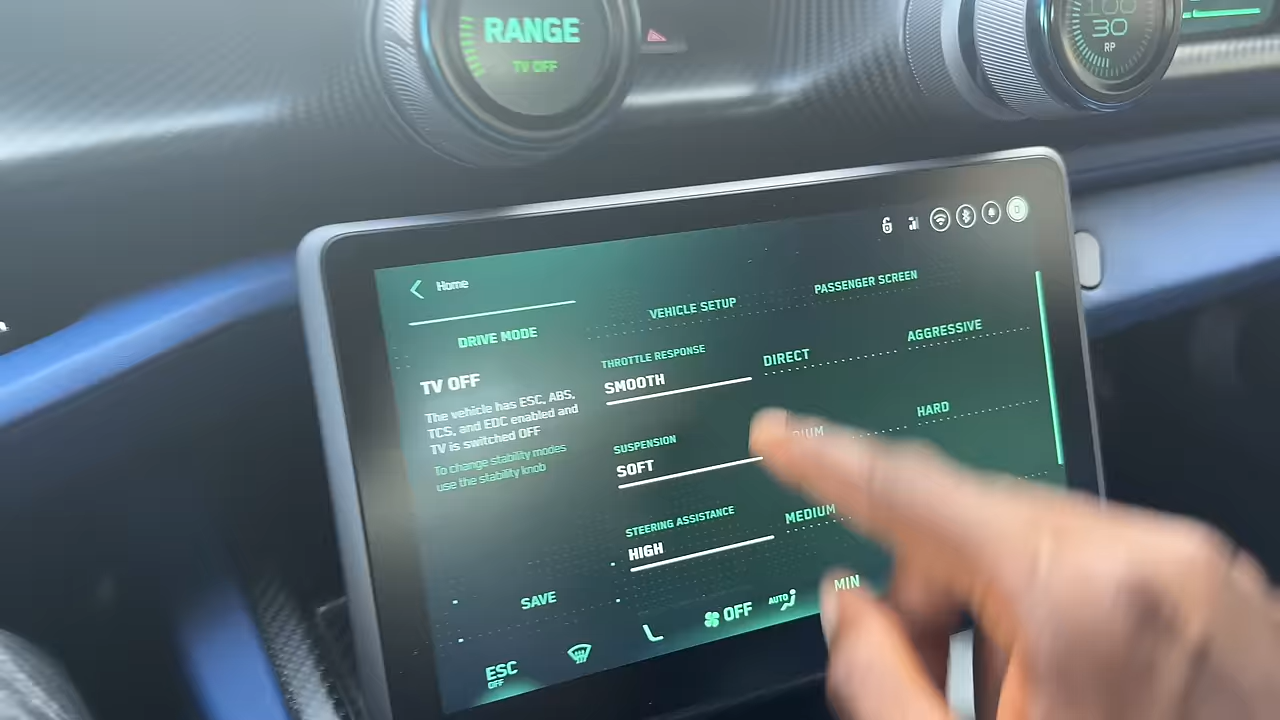 RANGE
TV OFF
30
RP
Home
DRIVE MODE
VEHICLE SETUP
PASSENGER SCREEN
TV OFF
The vehicle has ESC, ABS,
TCS, and EDC enabled and
TV is switched OFF
To change stability modes
use the stability knob
THROTTLE RESPONSE
SMOOTH
DIRECT
AGGRESSIVE
SUSPENSION
SOFT
HARD
STEERING ASSISTANCE
HIGH
MEDIUM
SAVE
ESC
OFF
OFF
AUTO
MIN